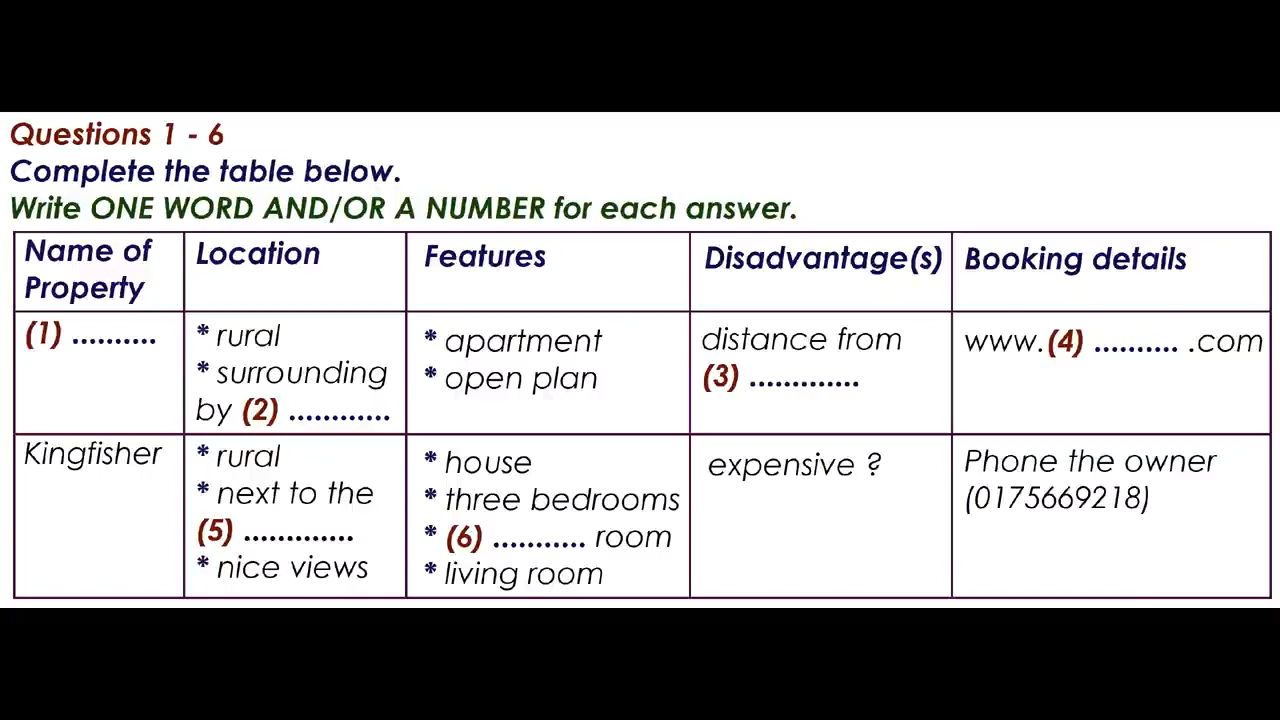 Questions 1 - 6
Complete the table below.
Write ONE WORD AND/OR A NUMBER for each answer.
Name of
Property
Location
Features
Disadvantage(s)
Booking details
(1) ..........
* rural
* surrounding
by (2) ............
* apartment
* open plan
distance from
(3) .............
www.(4) .......... .com
Kingfisher
* rural
* next to the
(5) .............
* nice views
* house
* three bedrooms
* (6) ........... room
* living room
expensive ?
Phone the owner
(0175669218)